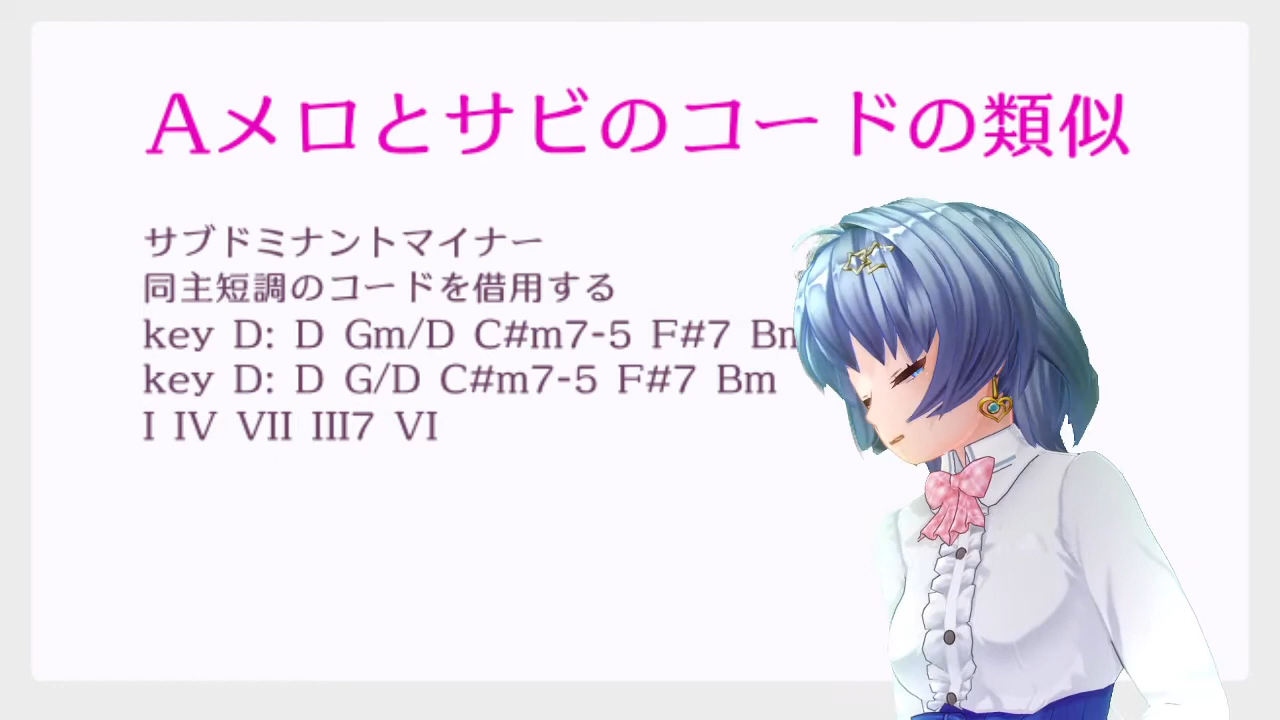 Aメロとサビのコードの類似
サブドミナントマイナー
同主短調のコードを借用する
key D: D Gm/D C#m7-5 F#7
key D: D G/D C#m7-5 F#7 Bm
I IV VII III7 VI